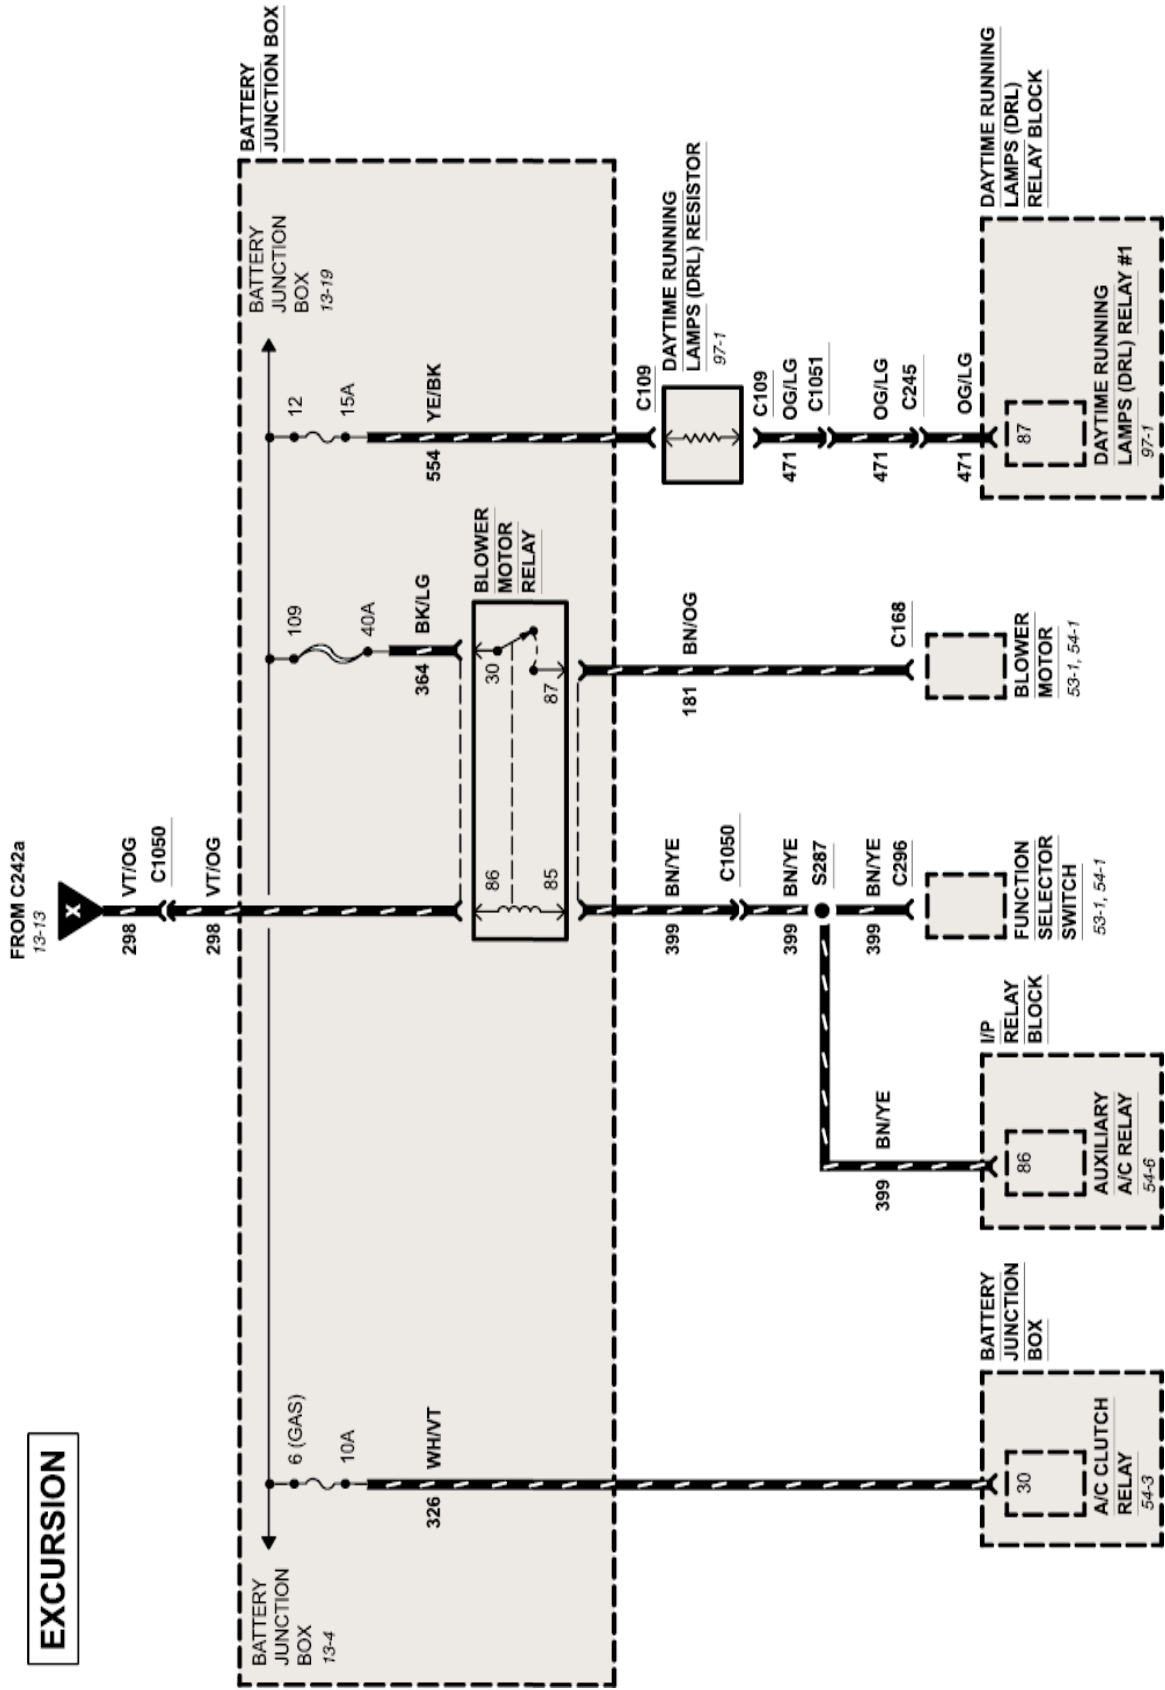 EXCURSION
FROM C242a
13-13
X
298
VT/OG
C1050
298
VT/OG
BATTERY
JUNCTION BOX
BATTERY
JUNCTION
BOX
13-4
BATTERY
JUNCTION
BOX
13-19
6 (GAS)
10A
326
WH/VT
109
40A
364
BK/LG
12
15A
554
YE/BK
BLOWER
MOTOR
RELAY
86
30
85
87
399
BN/YE
C1050
399
BN/YE
S287
399
BN/YE
C296
FUNCTION
SELECTOR
SWITCH
53-1, 54-1
181
BN/OG
C168
BLOWER
MOTOR
53-1, 54-1
C109
DAYTIME RUNNING
LAMPS (DRL) RESISTOR
97-1
C109
471
OG/LG
C1051
471
OG/LG
C245
471
OG/LG
399
BN/YE
BATTERY
JUNCTION
BOX
30
A/C CLUTCH
RELAY
54-3
I/P
RELAY
BLOCK
86
AUXILIARY
A/C RELAY
54-6
DAYTIME RUNNING
LAMPS (DRL)
RELAY BLOCK
87
DAYTIME RUNNING
LAMPS (DRL) RELAY #1
97-1